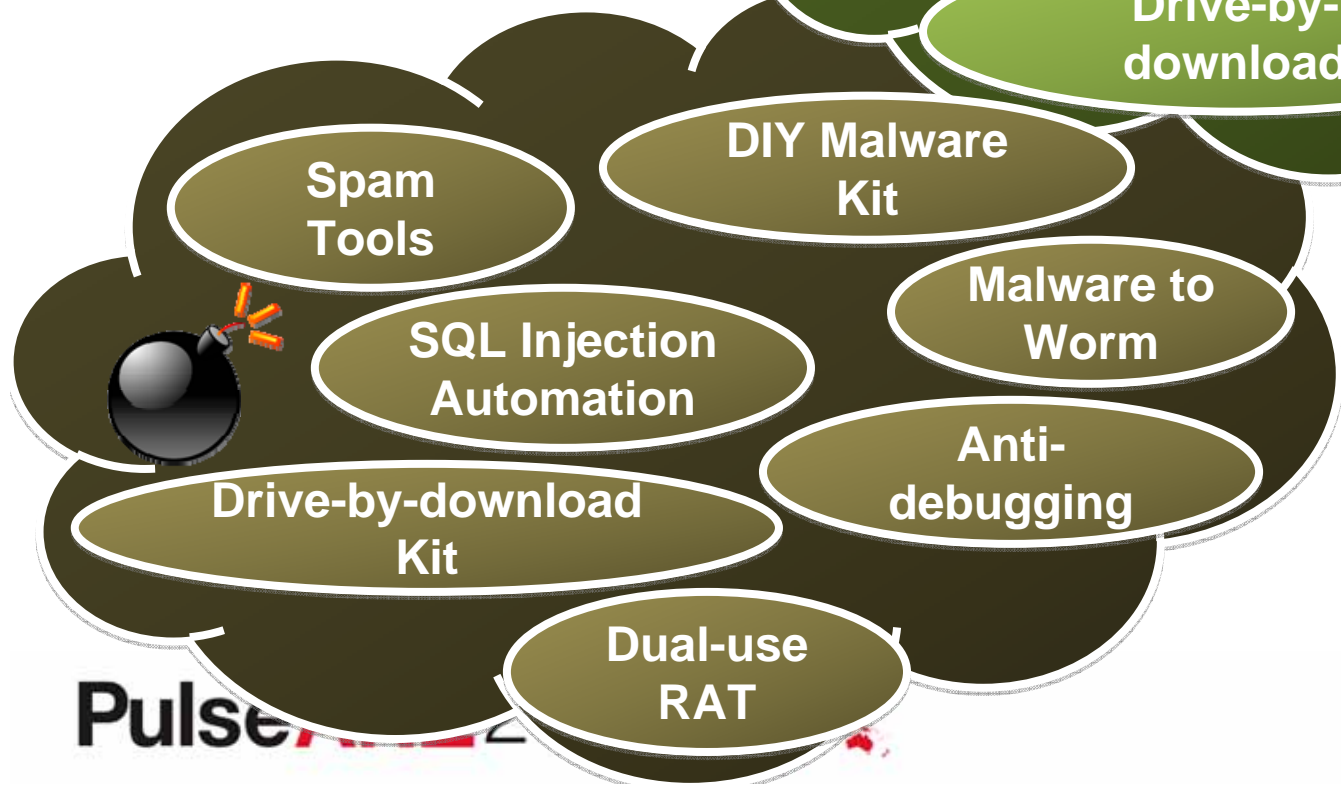 Drive-by-
download
DIY Malware
Kit
Spam
Tools
Malware to
Worm
SQL Injection
Automation
Anti-
debugging
Drive-by-download
Kit
Dual-use
RAT
Pulse